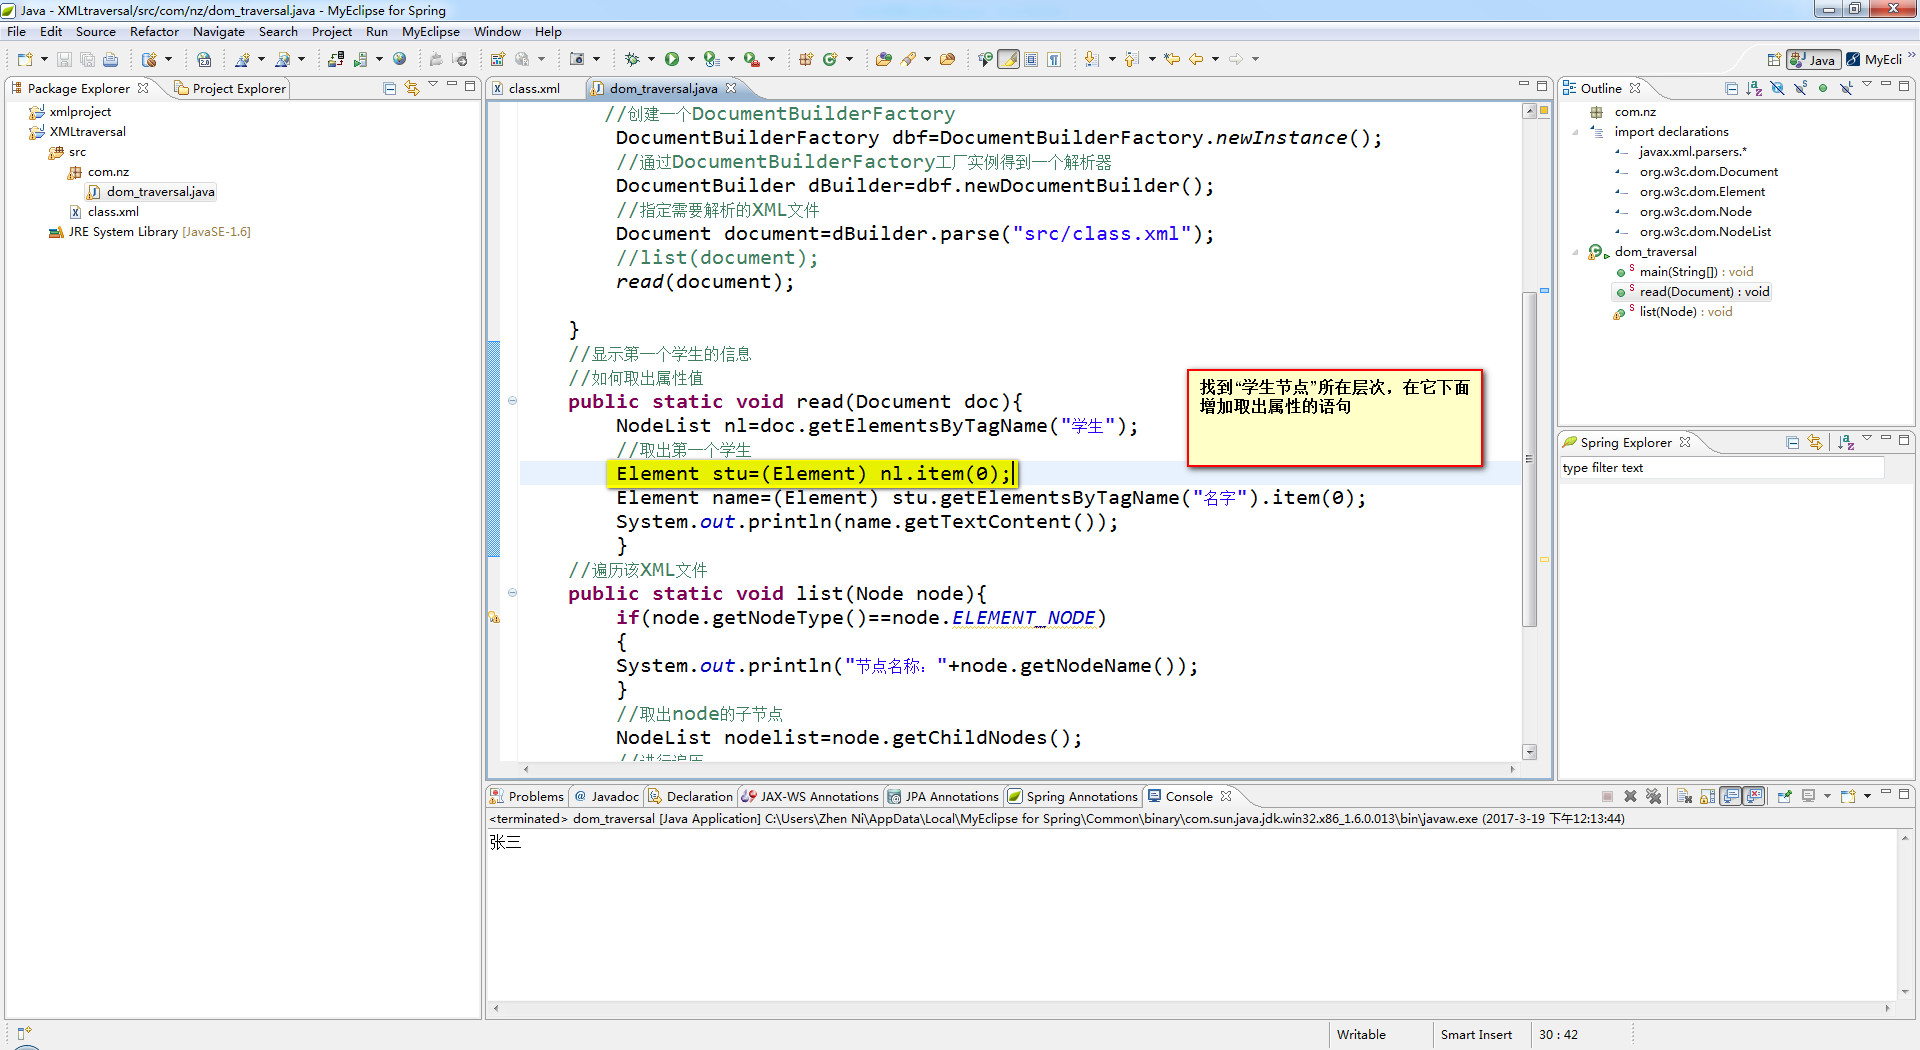 Java - XMLtraversal/src/com/nz/dom_traversal.java - MyEclipse for Spring
File Edit Source Refactor Navigate Search Project Run MyEclipse Window Help
Java MyEcli
Package Explorer Project Explorer
xmlproject
XMLtraversal
src
com.nz
dom_traversal.java
class.xml
JRE System Library [JavaSE-1.6]
class.xml dom_traversal.java
//创建一个DocumentBuilderFactory
DocumentBuilderFactory dbf=DocumentBuilderFactory.newInstance();
//通过DocumentBuilderFactory工厂实例得到一个解析器
DocumentBuilder dBuilder=dbf.newDocumentBuilder();
//指定需要解析的XML文件
Document document=dBuilder.parse("src/class.xml");
//list(document);
read(document);
}
//显示第一个学生的信息
//如何取出属性值
public static void read(Document doc){
NodeList nl=doc.getElementsByTagName("学生");
//取出第一个学生
Element stu=(Element) nl.item(0);
Element name=(Element) stu.getElementsByTagName("名字").item(0);
System.out.println(name.getTextContent());
}
//遍历该XML文件
public static void list(Node node){
if(node.getNodeType()==node.ELEMENT_NODE)
{
System.out.println("节点名称："+node.getNodeName());
}
//取出node的子节点
NodeList nodelist=node.getChildNodes();
//进行遍历
找到“学生节点”所在层次，在它下面
增加取出属性的语句
Outline
com.nz
import declarations
javax.xml.parsers.*
org.w3c.dom.Document
org.w3c.dom.Element
org.w3c.dom.Node
org.w3c.dom.NodeList
dom_traversal
main(String[]) : void
read(Document) : void
list(Node) : void
Spring Explorer
type filter text
Problems Javadoc Declaration JAX-WS Annotations JPA Annotations Spring Annotations Console
<terminated> dom_traversal [Java Application] C:\Users\Zhen Ni\AppData\Local\MyEclipse for Spring\Common\binary\com.sun.java.jdk.win32.x86_1.6.0.013\bin\javaw.exe (2017-3-19 下午12:13:44)
张三
Writable Smart Insert 30 : 42